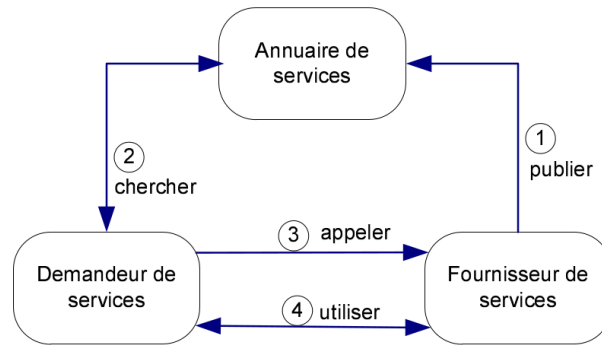 Annuaire de
services
1
publier
2
chercher
3 appeler
Demandeur de
services
Fournisseur de
services
4 utiliser